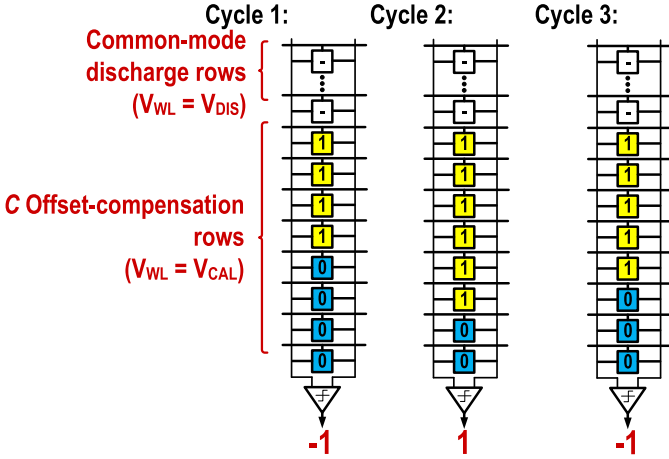 Cycle 1: Cycle 2: Cycle 3:
Common-mode
discharge rows
(VWL = VDIS)
C Offset-compensation
rows
(VWL = VCAL)
- - -
- - -
1 1 1
1 1 1
1 1 1
1 1 1
0 1 1
0 1 0
0 0 0
0 0 0
-1 1 -1